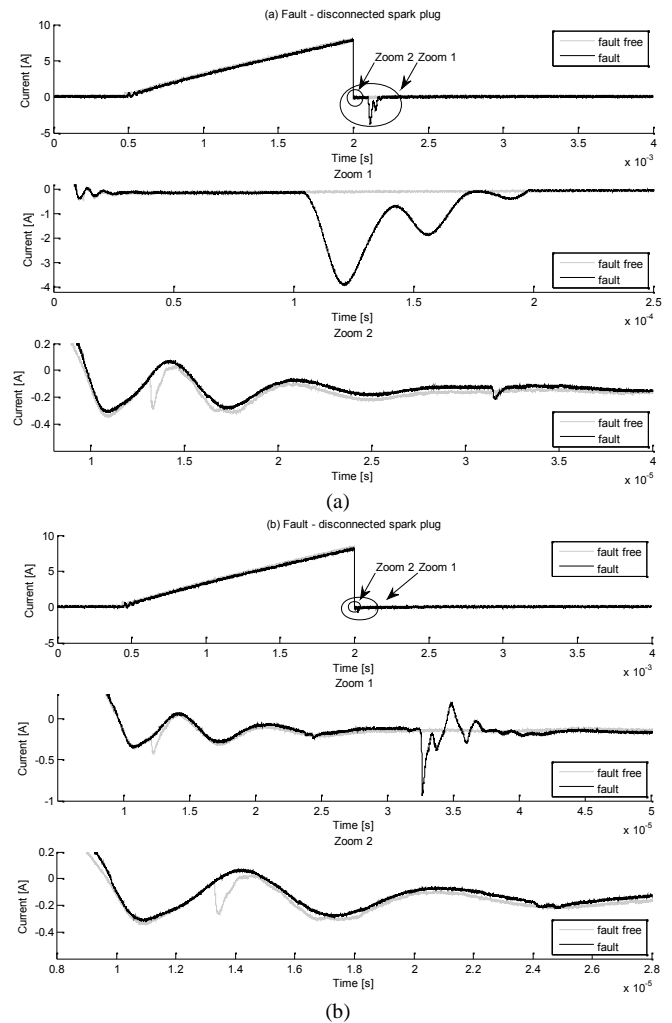 (a) Fault - disconnected spark plug
10
5
0
-5
Current [A]
Zoom 2 Zoom 1
fault free
fault
0 0.5 1 1.5 2 2.5 3 3.5 4
Time [s]
x 10-3
Zoom 1
0
-1
-2
-3
-4
Current [A]
fault free
fault
0 0.5 1 1.5 2 2.5
Time [s]
x 10-4
Zoom 2
0.2
0
-0.2
-0.4
Current [A]
fault free
fault
1 1.5 2 2.5 3 3.5 4
Time [s]
x 10-5
(a)
(b) Fault - disconnected spark plug
10
5
0
-5
Current [A]
Zoom 2 Zoom 1
fault free
fault
0 0.5 1 1.5 2 2.5 3 3.5 4
Time [s]
x 10-3
Zoom 1
0
-0.5
-1
Current [A]
fault free
fault
1 1.5 2 2.5 3 3.5 4 4.5 5
Time [s]
x 10-5
Zoom 2
0.2
0
-0.2
-0.4
-0.6
Current [A]
fault free
fault
0.8 1 1.2 1.4 1.6 1.8 2 2.2 2.4 2.6 2.8
Time [s]
x 10-5
(b)